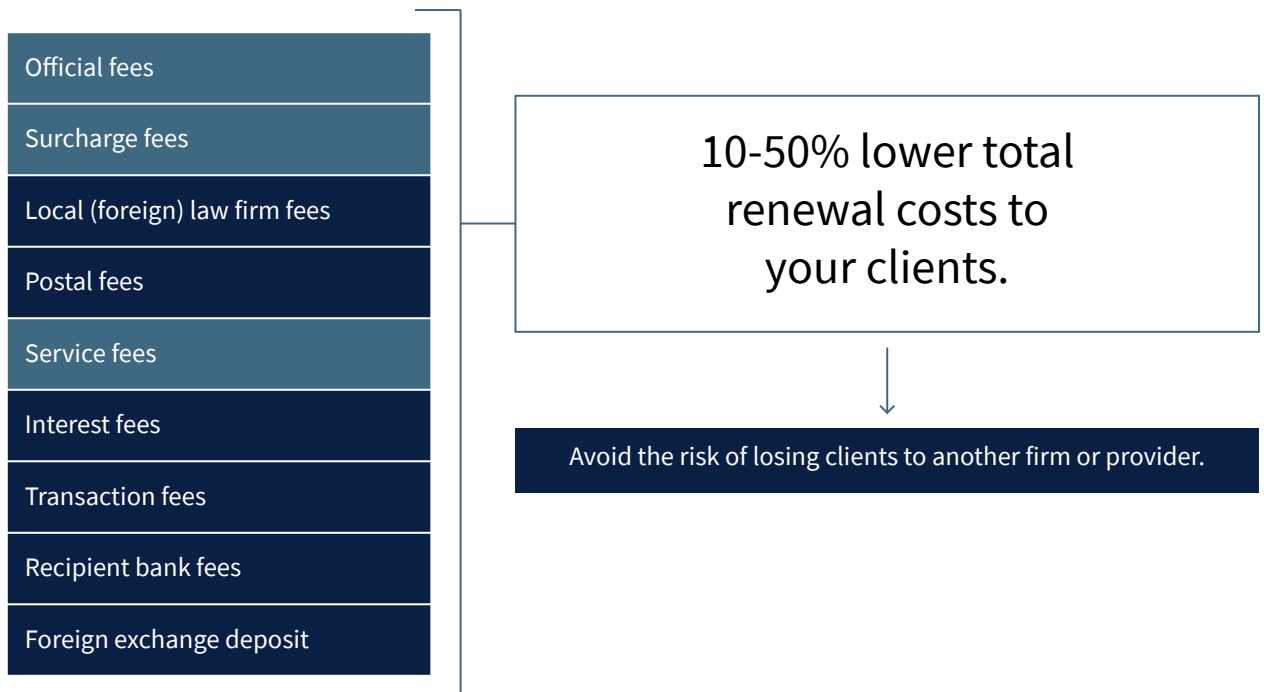 Official fees
Surcharge fees
Local (foreign) law firm fees
Postal fees
Service fees
Interest fees
Transaction fees
Recipient bank fees
Foreign exchange deposit
10-50% lower total
renewal costs to
your clients.
Avoid the risk of losing clients to another firm or provider.